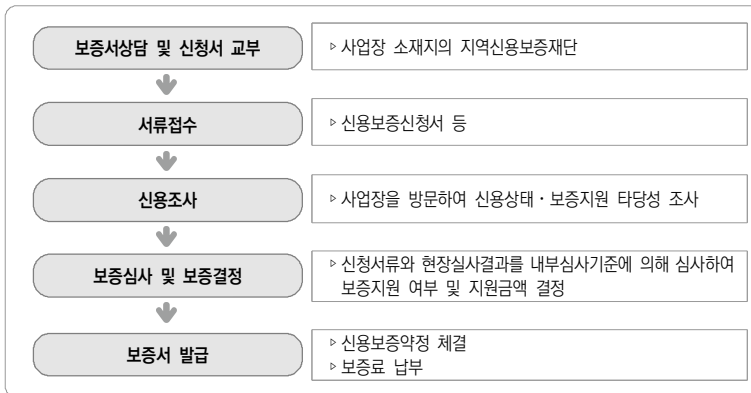 보증서상담 및 신청서 교부
▹사업장 소재지의 지역신용보증재단
서류접수
▹신용보증신청서 등
신용조사
▹사업장을 방문하여 신용상태·보증지원 타당성 조사
보증심사 및 보증결정
▹신청서류와 현장실사결과를 내부심사기준에 의해 심사하여
보증지원 여부 및 지원금액 결정
보증서 발급
▹신용보증약정 체결
▹보증료 납부